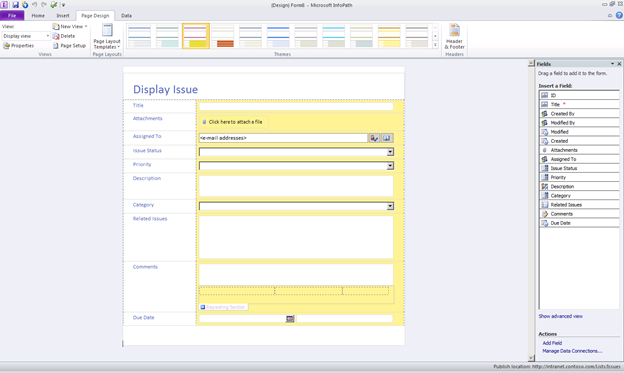 (Design) Form8 - Microsoft InfoPath
File Home Insert Page Design Data
View:
Display view
Properties
New View
Delete
Page Setup
Views
Page Layout
Templates
Page Layouts
Themes
Header
& Footer
Headers
Display Issue
Title
Attachments
Click here to attach a file
Assigned To
<e-mail addresses>
Issue Status
Priority
Description
Category
Related Issues
Comments
Repeating Section
Due Date
Fields
Drag a field to add it to the form.
Insert a Field:
ID
Title *
Created By
Modified By
Modified
Created
Attachments
Assigned To
Issue Status
Priority
Description
Category
Related Issues
Comments
Due Date
Show advanced view
Actions
Add Field
Manage Data Connections...
Publish location: http://intranet.contoso.com/Lists/Issues